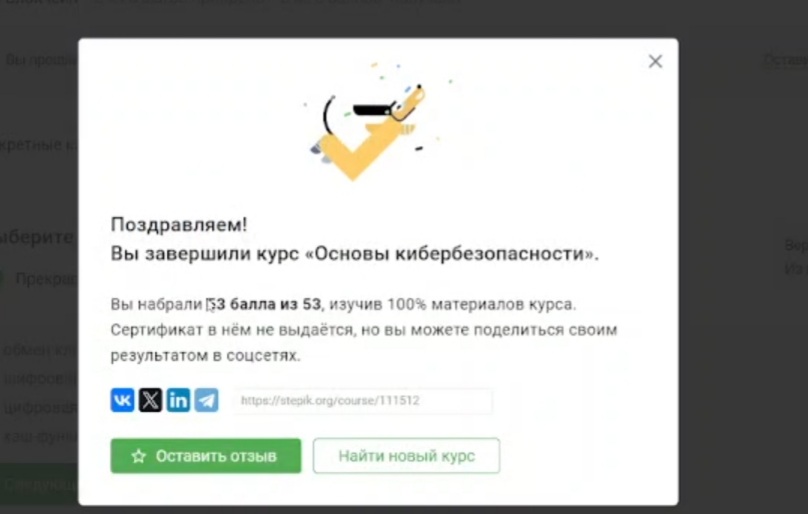 Поздравляем!
Вы завершили курс «Основы кибербезопасности».
Вы набрали 53 балла из 53, изучив 100% материалов курса.
Сертификат в нём не выдаётся, но вы можете поделиться своим
результатом в соцсетях.
https://stepik.org/course/111512
Оставить отзыв
Найти новый курс